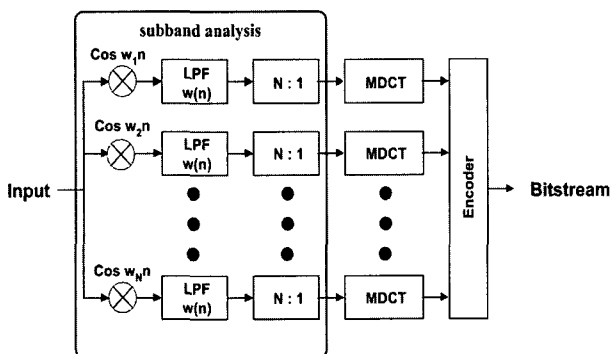 subband analysis
Cos w₁n
LPF
w(n)
N : 1
MDCT
Cos w₂n
LPF
w(n)
N : 1
MDCT
Input
Encoder
Bitstream
Cos w_N n
LPF
w(n)
N : 1
MDCT